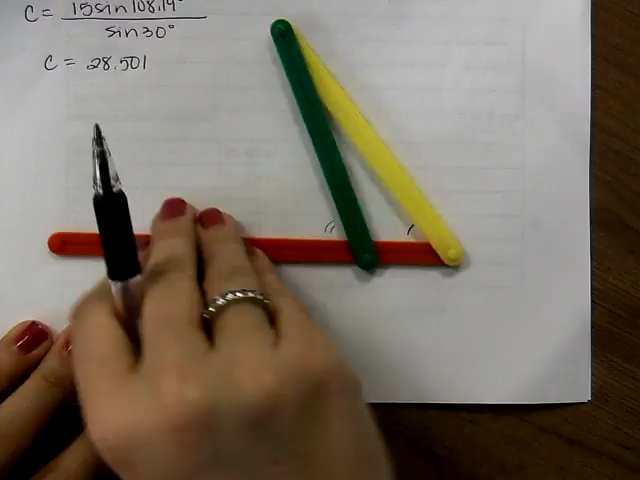 C = 15sin108.19°
sin30°
C = 28.501